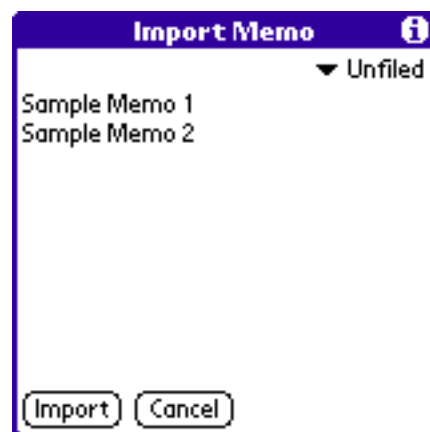 Import Memo i
Unfiled
Sample Memo 1
Sample Memo 2
Import Cancel